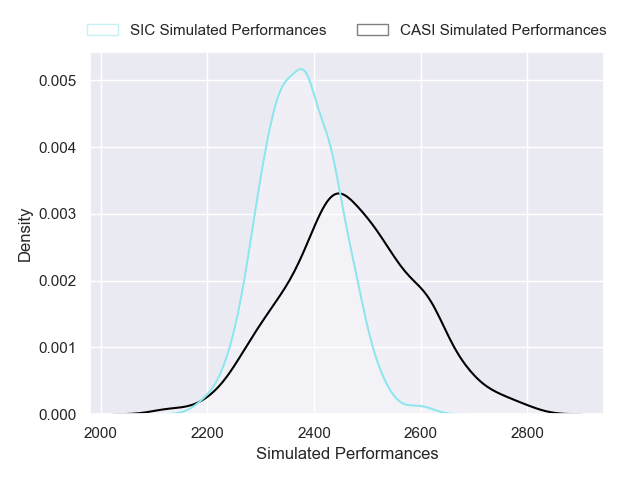 SIC Simulated Performances CASI Simulated Performances
0.005
0.004
0.003
0.002
0.001
0.000
Density
2000 2200 2400 2600 2800
Simulated Performances